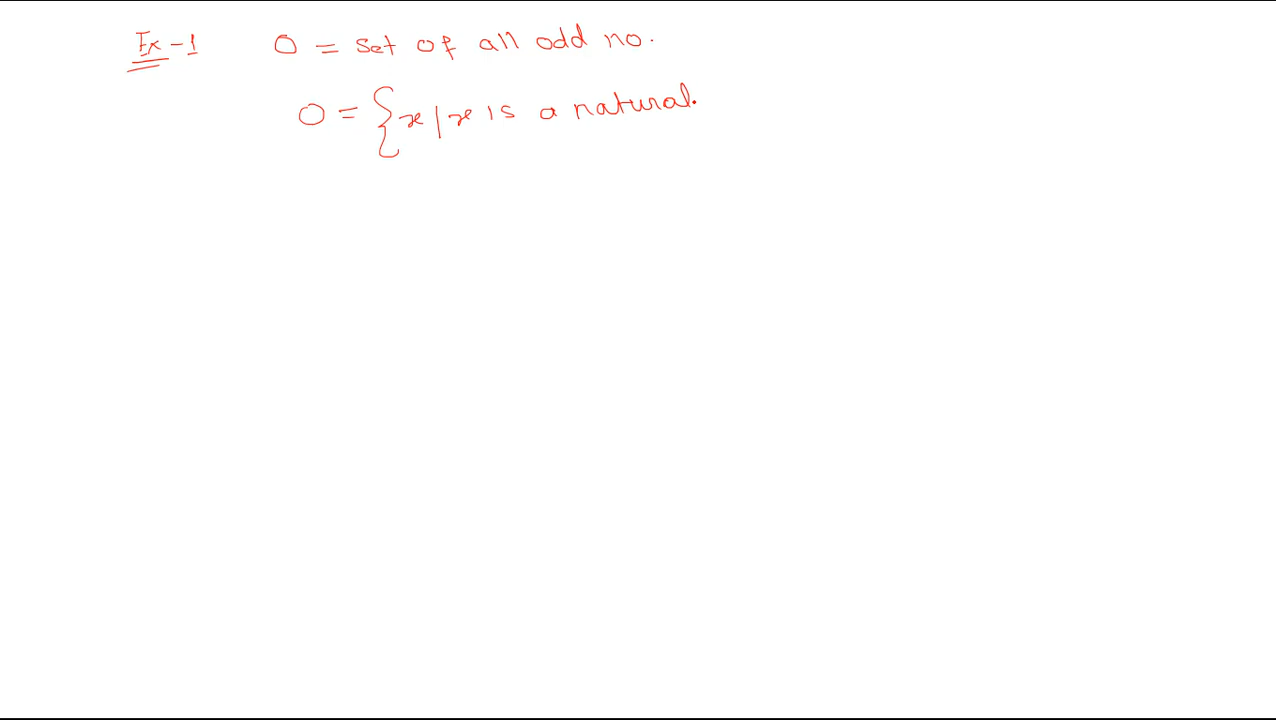 Ex-1 O = set of all odd no.
O = {x|x is a natural.